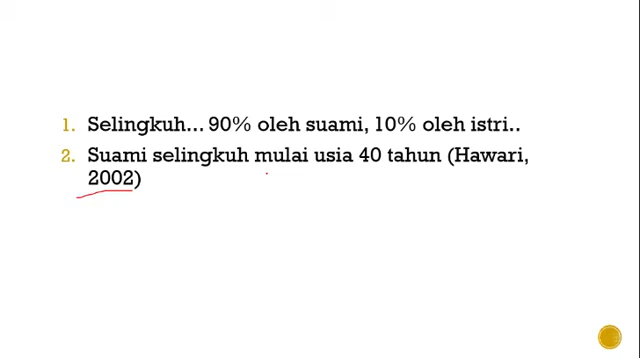 1. Selingkuh... 90% oleh suami, 10% oleh istri..
2. Suami selingkuh mulai usia 40 tahun (Hawari,
2002)